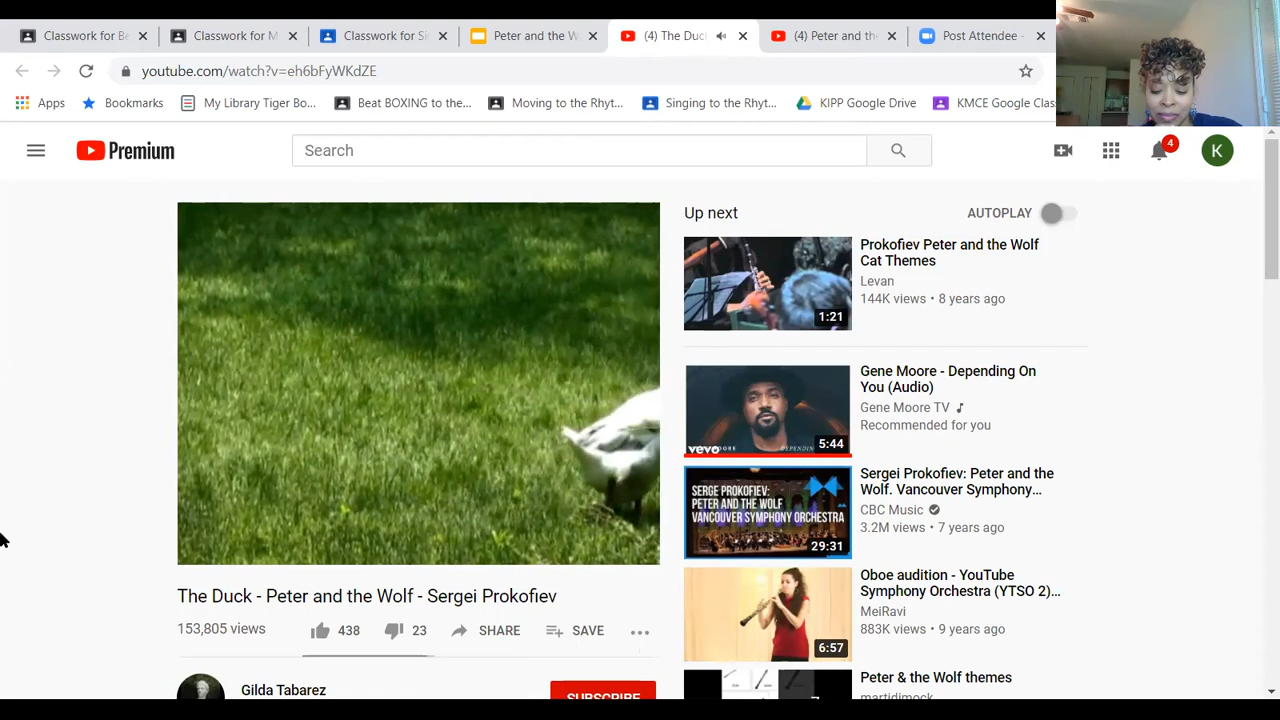 Classwork for Be
Classwork for M
Classwork for Si
Peter and the W
(4) The Duc
(4) Peter and the
Post Attendee -
youtube.com/watch?v=eh6bFyWKdZE
Apps
Bookmarks
My Library Tiger Bo...
Beat BOXING to the...
Moving to the Rhyt...
Singing to the Rhyt...
KIPP Google Drive
KMCE Google Clas
Premium
Search
4
K
Up next
AUTOPLAY
Prokofiev Peter and the Wolf
Cat Themes
Levan
144K views • 8 years ago
1:21
Gene Moore - Depending On
You (Audio)
Gene Moore TV
Recommended for you
vevo
5:44
Sergei Prokofiev: Peter and the
Wolf. Vancouver Symphony...
CBC Music
3.2M views • 7 years ago
SERGE PROKOFIEV:
PETER AND THE WOLF
VANCOUVER SYMPHONY ORCHESTRA
29:31
Oboe audition - YouTube
Symphony Orchestra (YTSO 2)...
MeiRavi
883K views • 9 years ago
6:57
Peter & the Wolf themes
martidimock
The Duck - Peter and the Wolf - Sergei Prokofiev
153,805 views
438
23
SHARE
SAVE
Gilda Tabarez
SUBSCRIBE